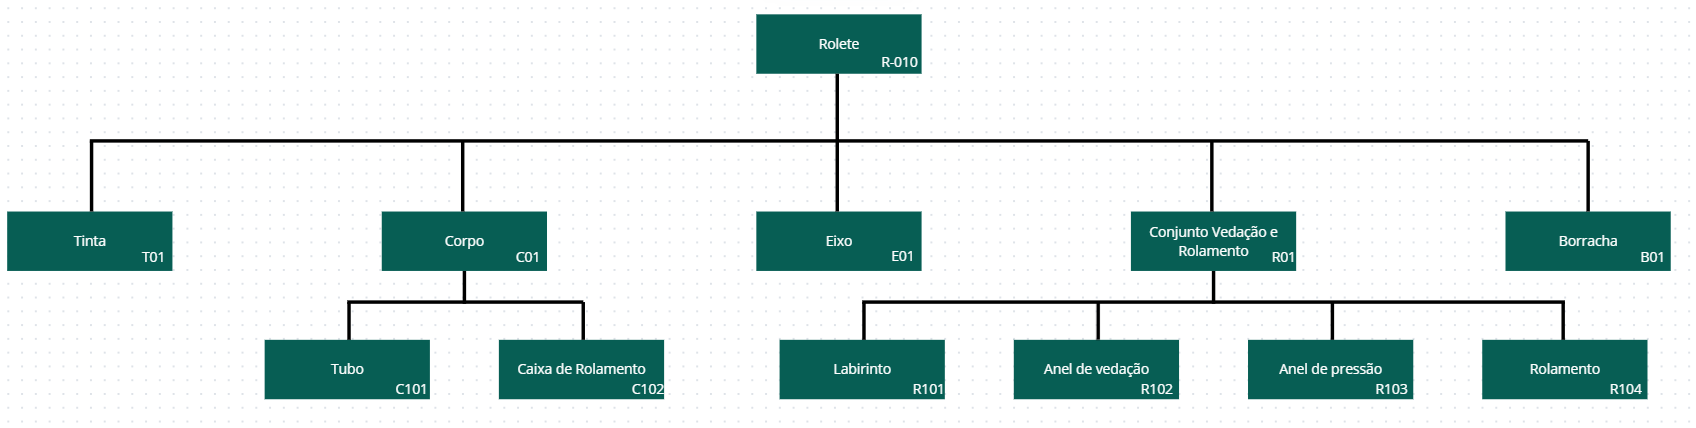 Rolete
R-010
Tinta
T01
Corpo
C01
Eixo
E01
Conjunto Vedação e
Rolamento
R01
Borracha
B01
Tubo
C101
Caixa de Rolamento
C102
Labirinto
R101
Anel de vedação
R102
Anel de pressão
R103
Rolamento
R104